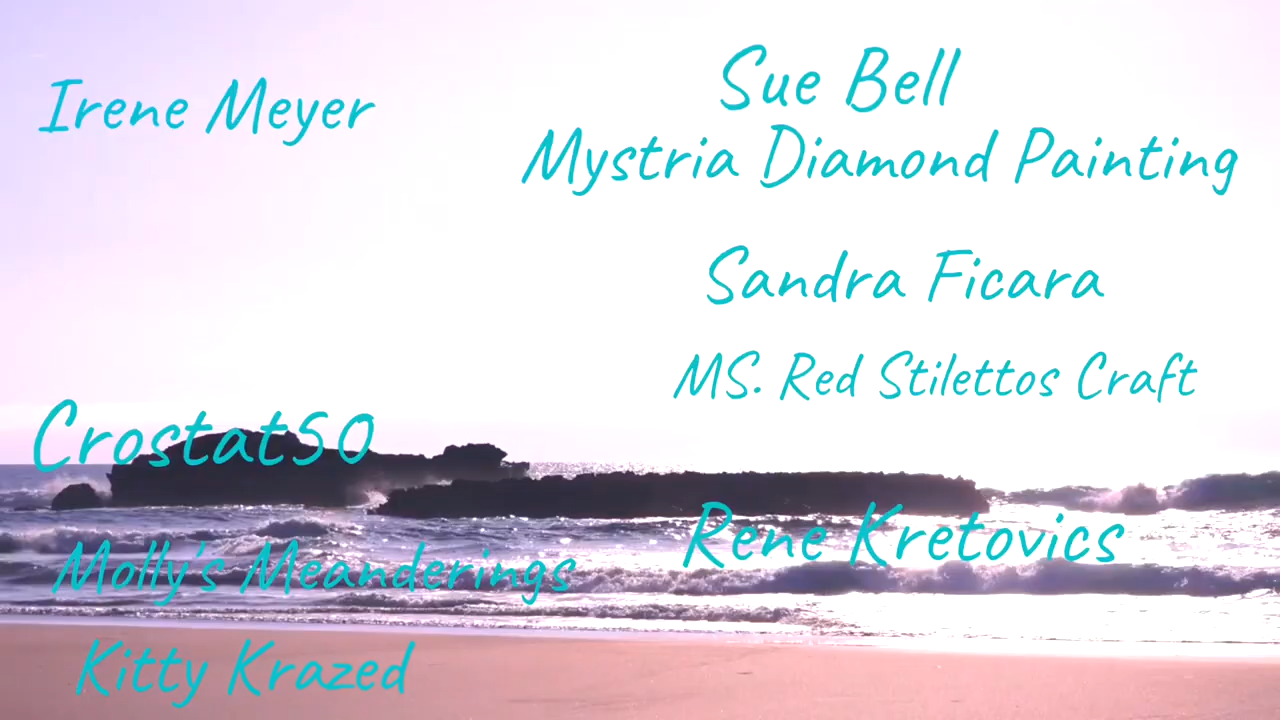 Irene Meyer
Sue Bell
Mystria Diamond Painting
Sandra Ficara
MS. Red Stilettos Craft
Crostat50
Rene Kretovics
Molly's Meanderings
Kitty Krazed